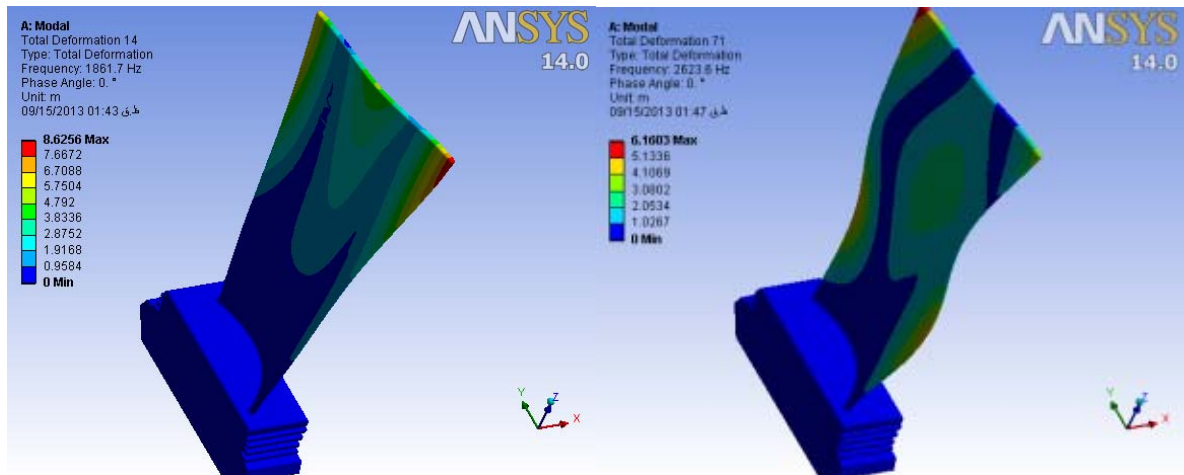 A: Modal
Total Deformation 14
Type: Total Deformation
Frequency: 1861.7 Hz
Phase Angle: 0. °
Unit: m
09/15/2013 01:43 ق.ظ
8.6256 Max
7.6672
6.7088
5.7504
4.792
3.8336
2.8752
1.9168
0.9584
0 Min
ANSYS
14.0
Y
Z
X
A: Modal
Total Deformation 71
Type: Total Deformation
Frequency: 2623.6 Hz
Phase Angle: 0. °
Unit: m
09/15/2013 01:47 ق.ظ
6.1603 Max
5.1336
4.1069
3.0802
2.0534
1.0267
0 Min
ANSYS
14.0
Y
Z
X